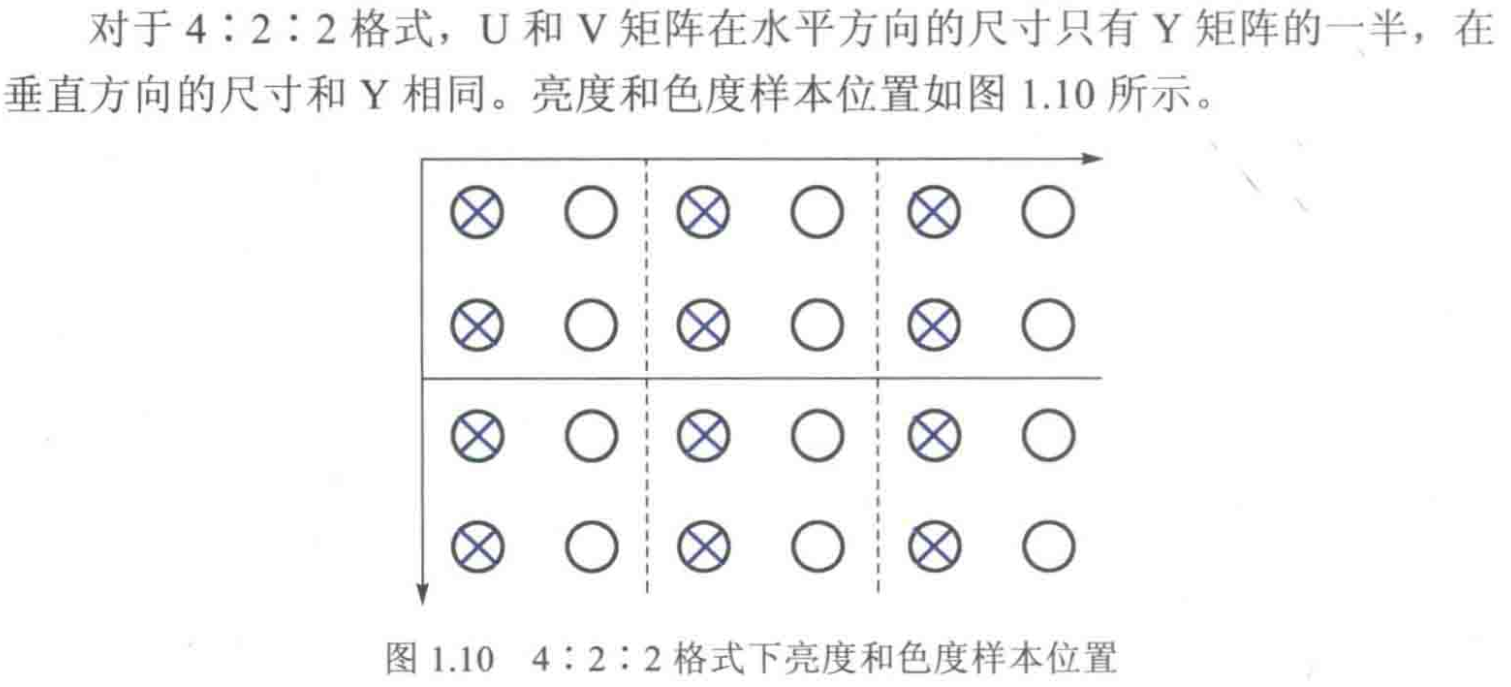 对于 4∶2∶2 格式，U 和 V 矩阵在水平方向的尺寸只有 Y 矩阵的一半，在
垂直方向的尺寸和 Y 相同。亮度和色度样本位置如图 1.10 所示。
图 1.10 4∶2∶2 格式下亮度和色度样本位置